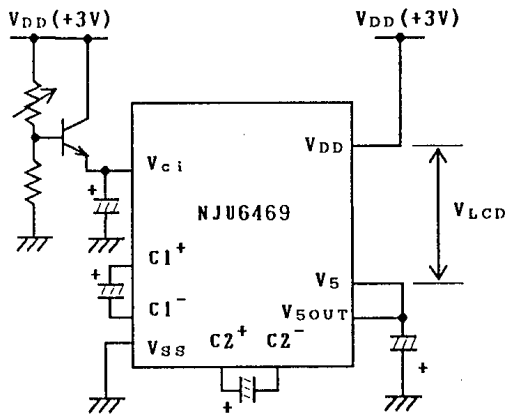 VDD(+3V)
VDD(+3V)
VDD
Vci
+
NJU6469
VLCD
C1+
+
V5
C1-
V5OUT
VSS
C2+
C2-
+
+